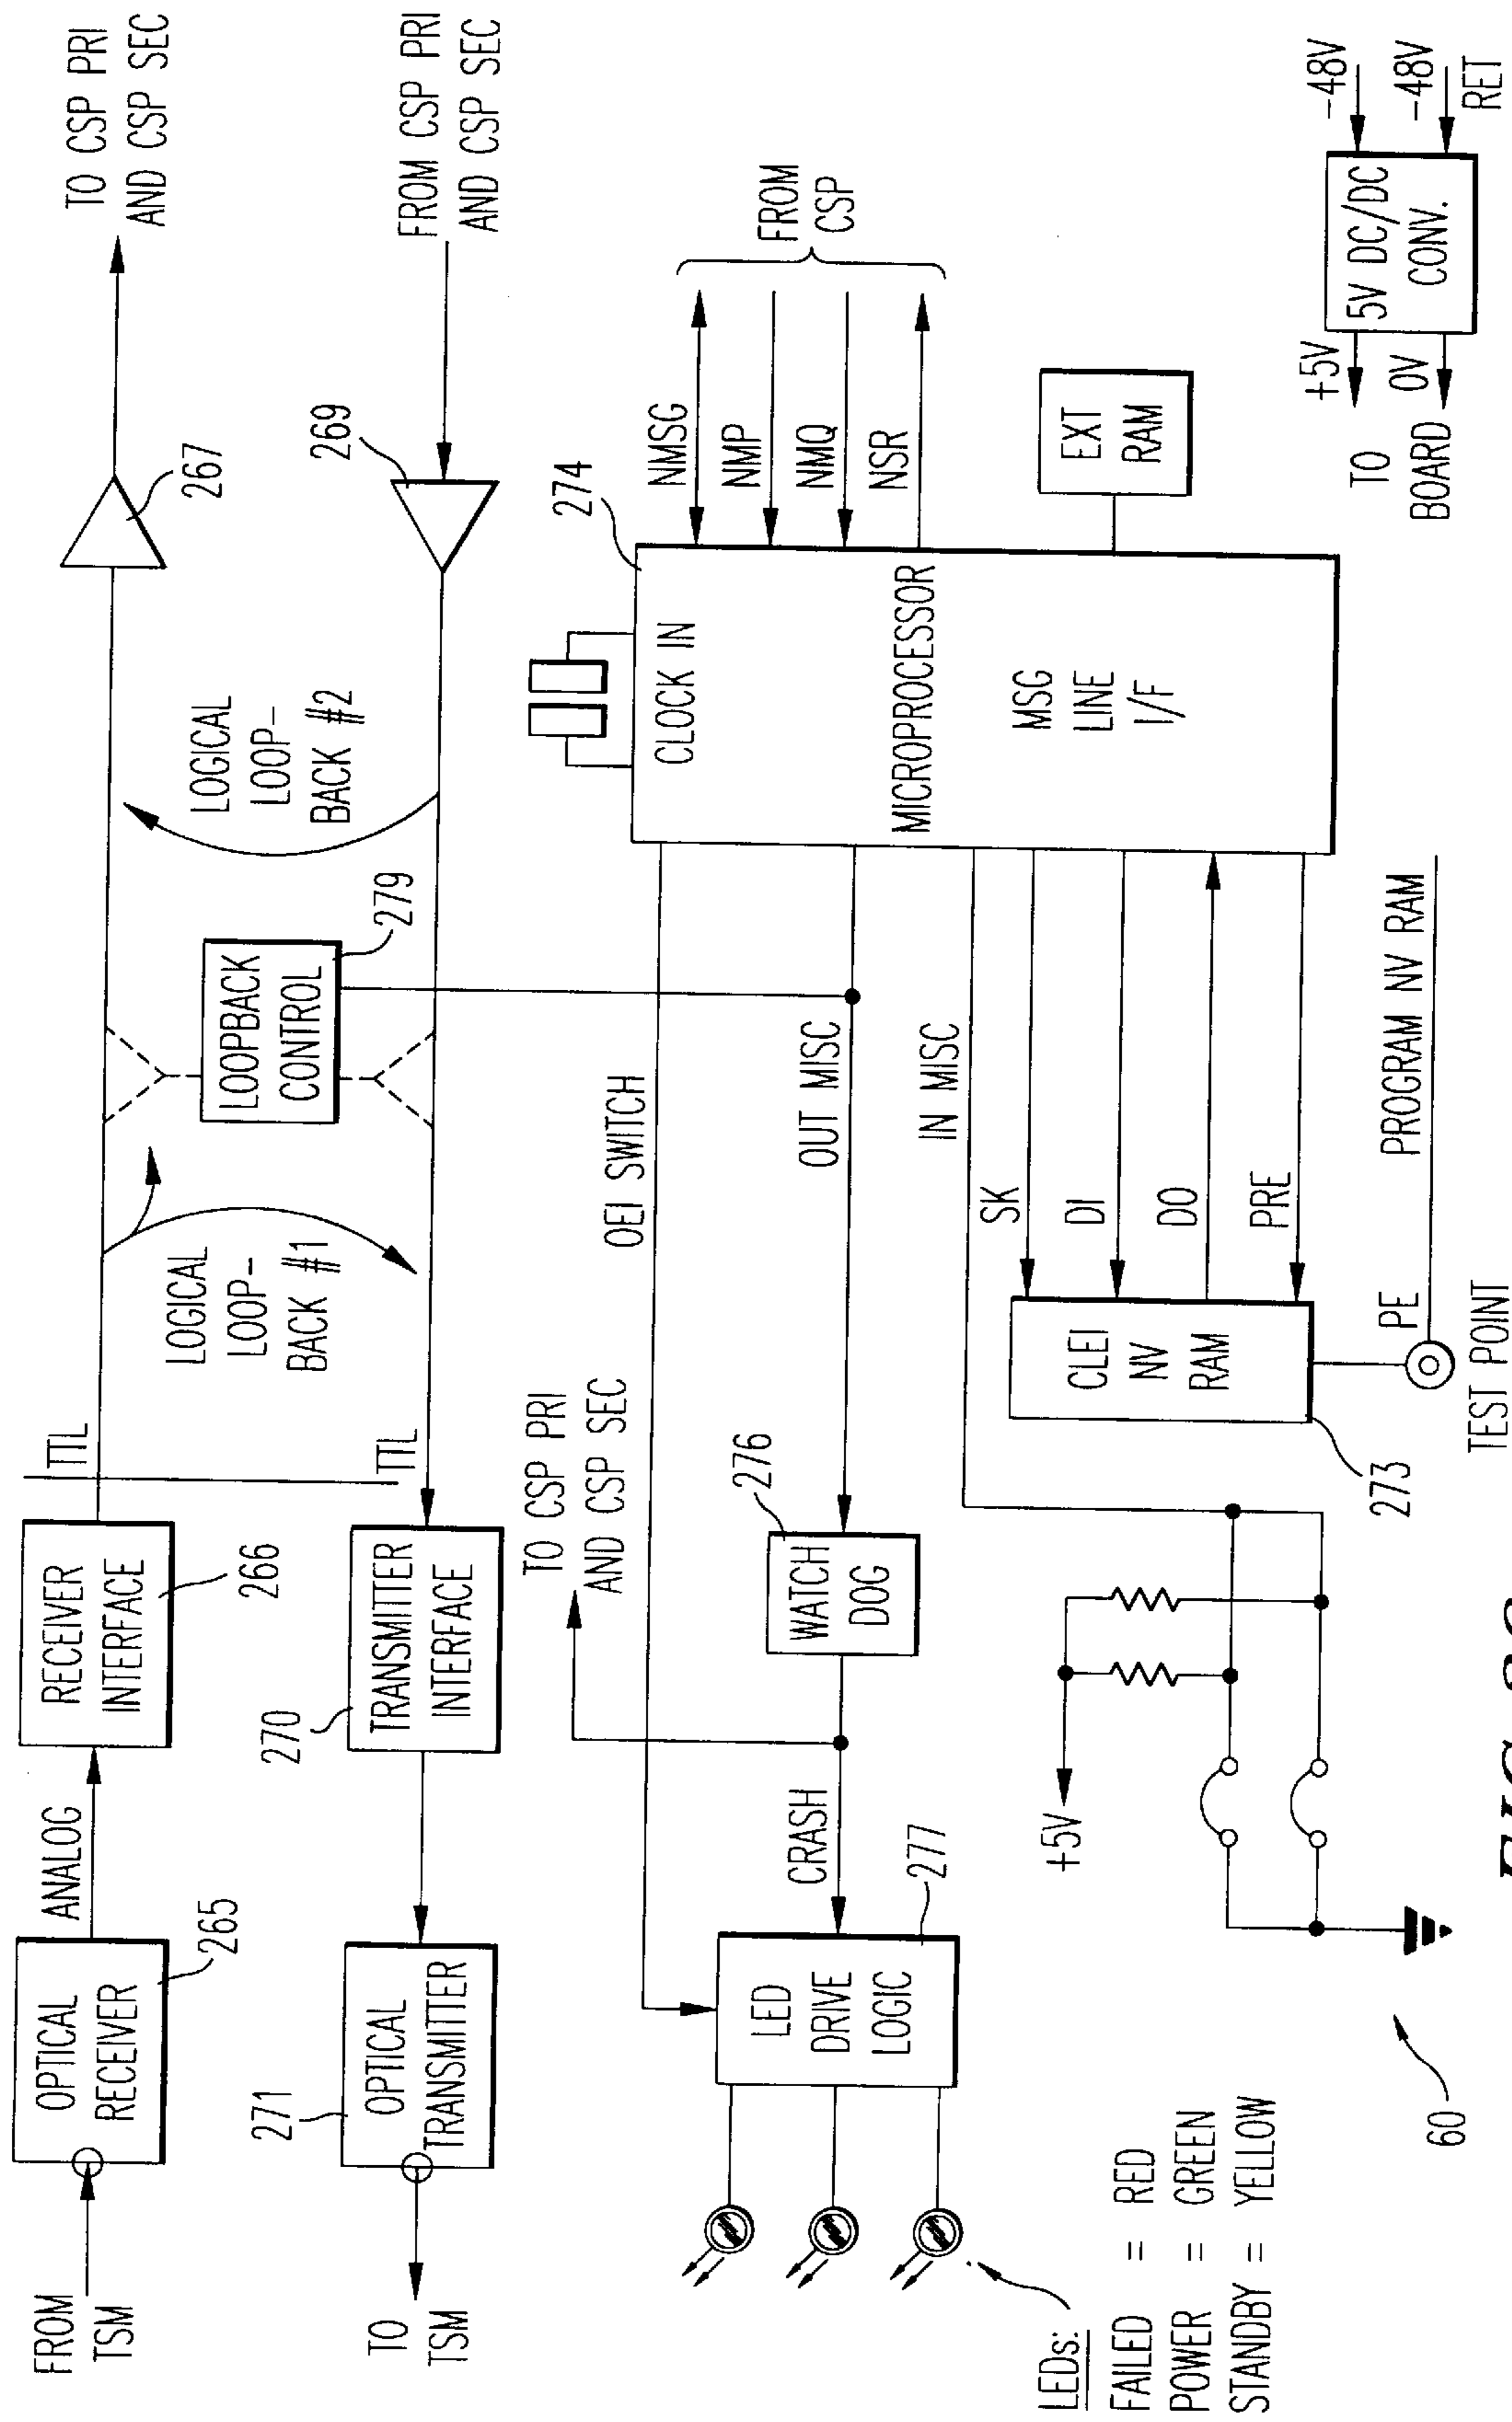 FROM
TSM
OPTICAL
RECEIVER
265
ANALOG
RECEIVER
INTERFACE
266
TTL
LOGICAL
LOOP-
BACK #1
LOOPBACK
CONTROL
279
LOGICAL
LOOP-
BACK #2
267
TO CSP PRI
AND CSP SEC
TO
TSM
271
OPTICAL
TRANSMITTER
270
TRANSMITTER
INTERFACE
TTL
269
FROM CSP PRI
AND CSP SEC
TO CSP PRI
AND CSP SEC
OEI SWITCH
LED
DRIVE
LOGIC
277
CRASH
WATCH
DOG
276
OUT MISC
IN MISC
274
CLOCK IN
MICROPROCESSOR
MSG
LINE
I/F
NMSG
NMP
NMQ
NSR
FROM
CSP
EXT
RAM
SK
DI
DO
PRE
CLEI
NV
RAM
273
PE
PROGRAM NV RAM
TEST POINT
+5V
LEDs:
FAILED = RED
POWER = GREEN
STANDBY = YELLOW
60
+5V
TO 0V
BOARD
5V DC/DC
CONV.
-48V
-48V
RET